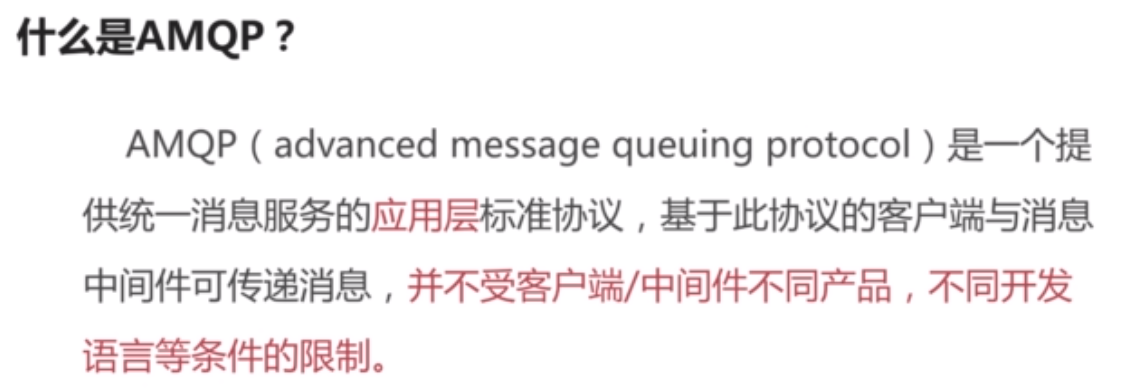 什么是AMQP？
AMQP（advanced message queuing protocol）是一个提
供统一消息服务的应用层标准协议，基于此协议的客户端与消息
中间件可传递消息，并不受客户端/中间件不同产品，不同开发
语言等条件的限制。